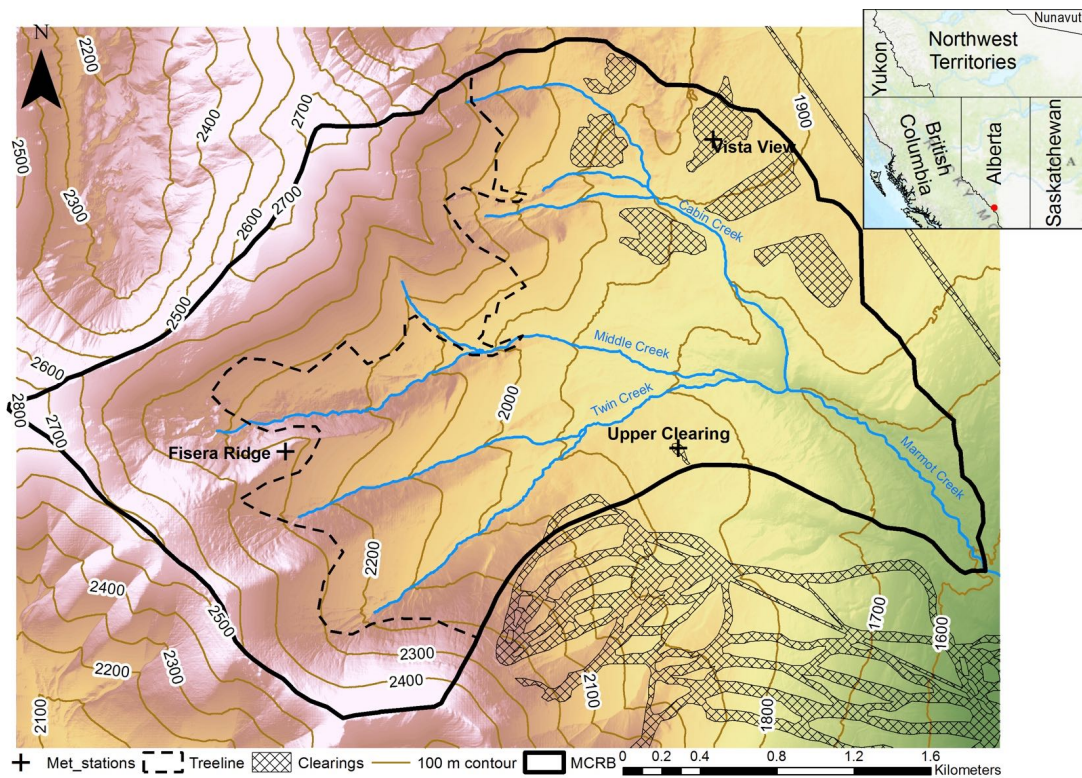 N
2200
2400
2700
1900
2500
2300
2600
2700
2500
2600
2800
2700
Vista View
Cabin Creek
Middle Creek
2000
Twin Creek
Fisera Ridge
Upper Clearing
Marmot Creek
2200
2400
2500
2300
2200
2100
2300
2400
2100
1800
1700
1600
Nunavut
Northwest
Territories
Yukon
British
Columbia
Alberta
Saskatchewan
Met_stations
Treeline
Clearings
100 m contour
MCRB
0 0.2 0.4 0.8 1.2 1.6
Kilometers